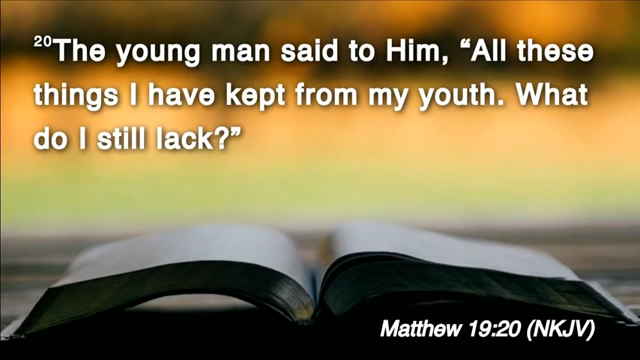 20The young man said to Him, “All these
things I have kept from my youth. What
do I still lack?”
Matthew 19:20 (NKJV)